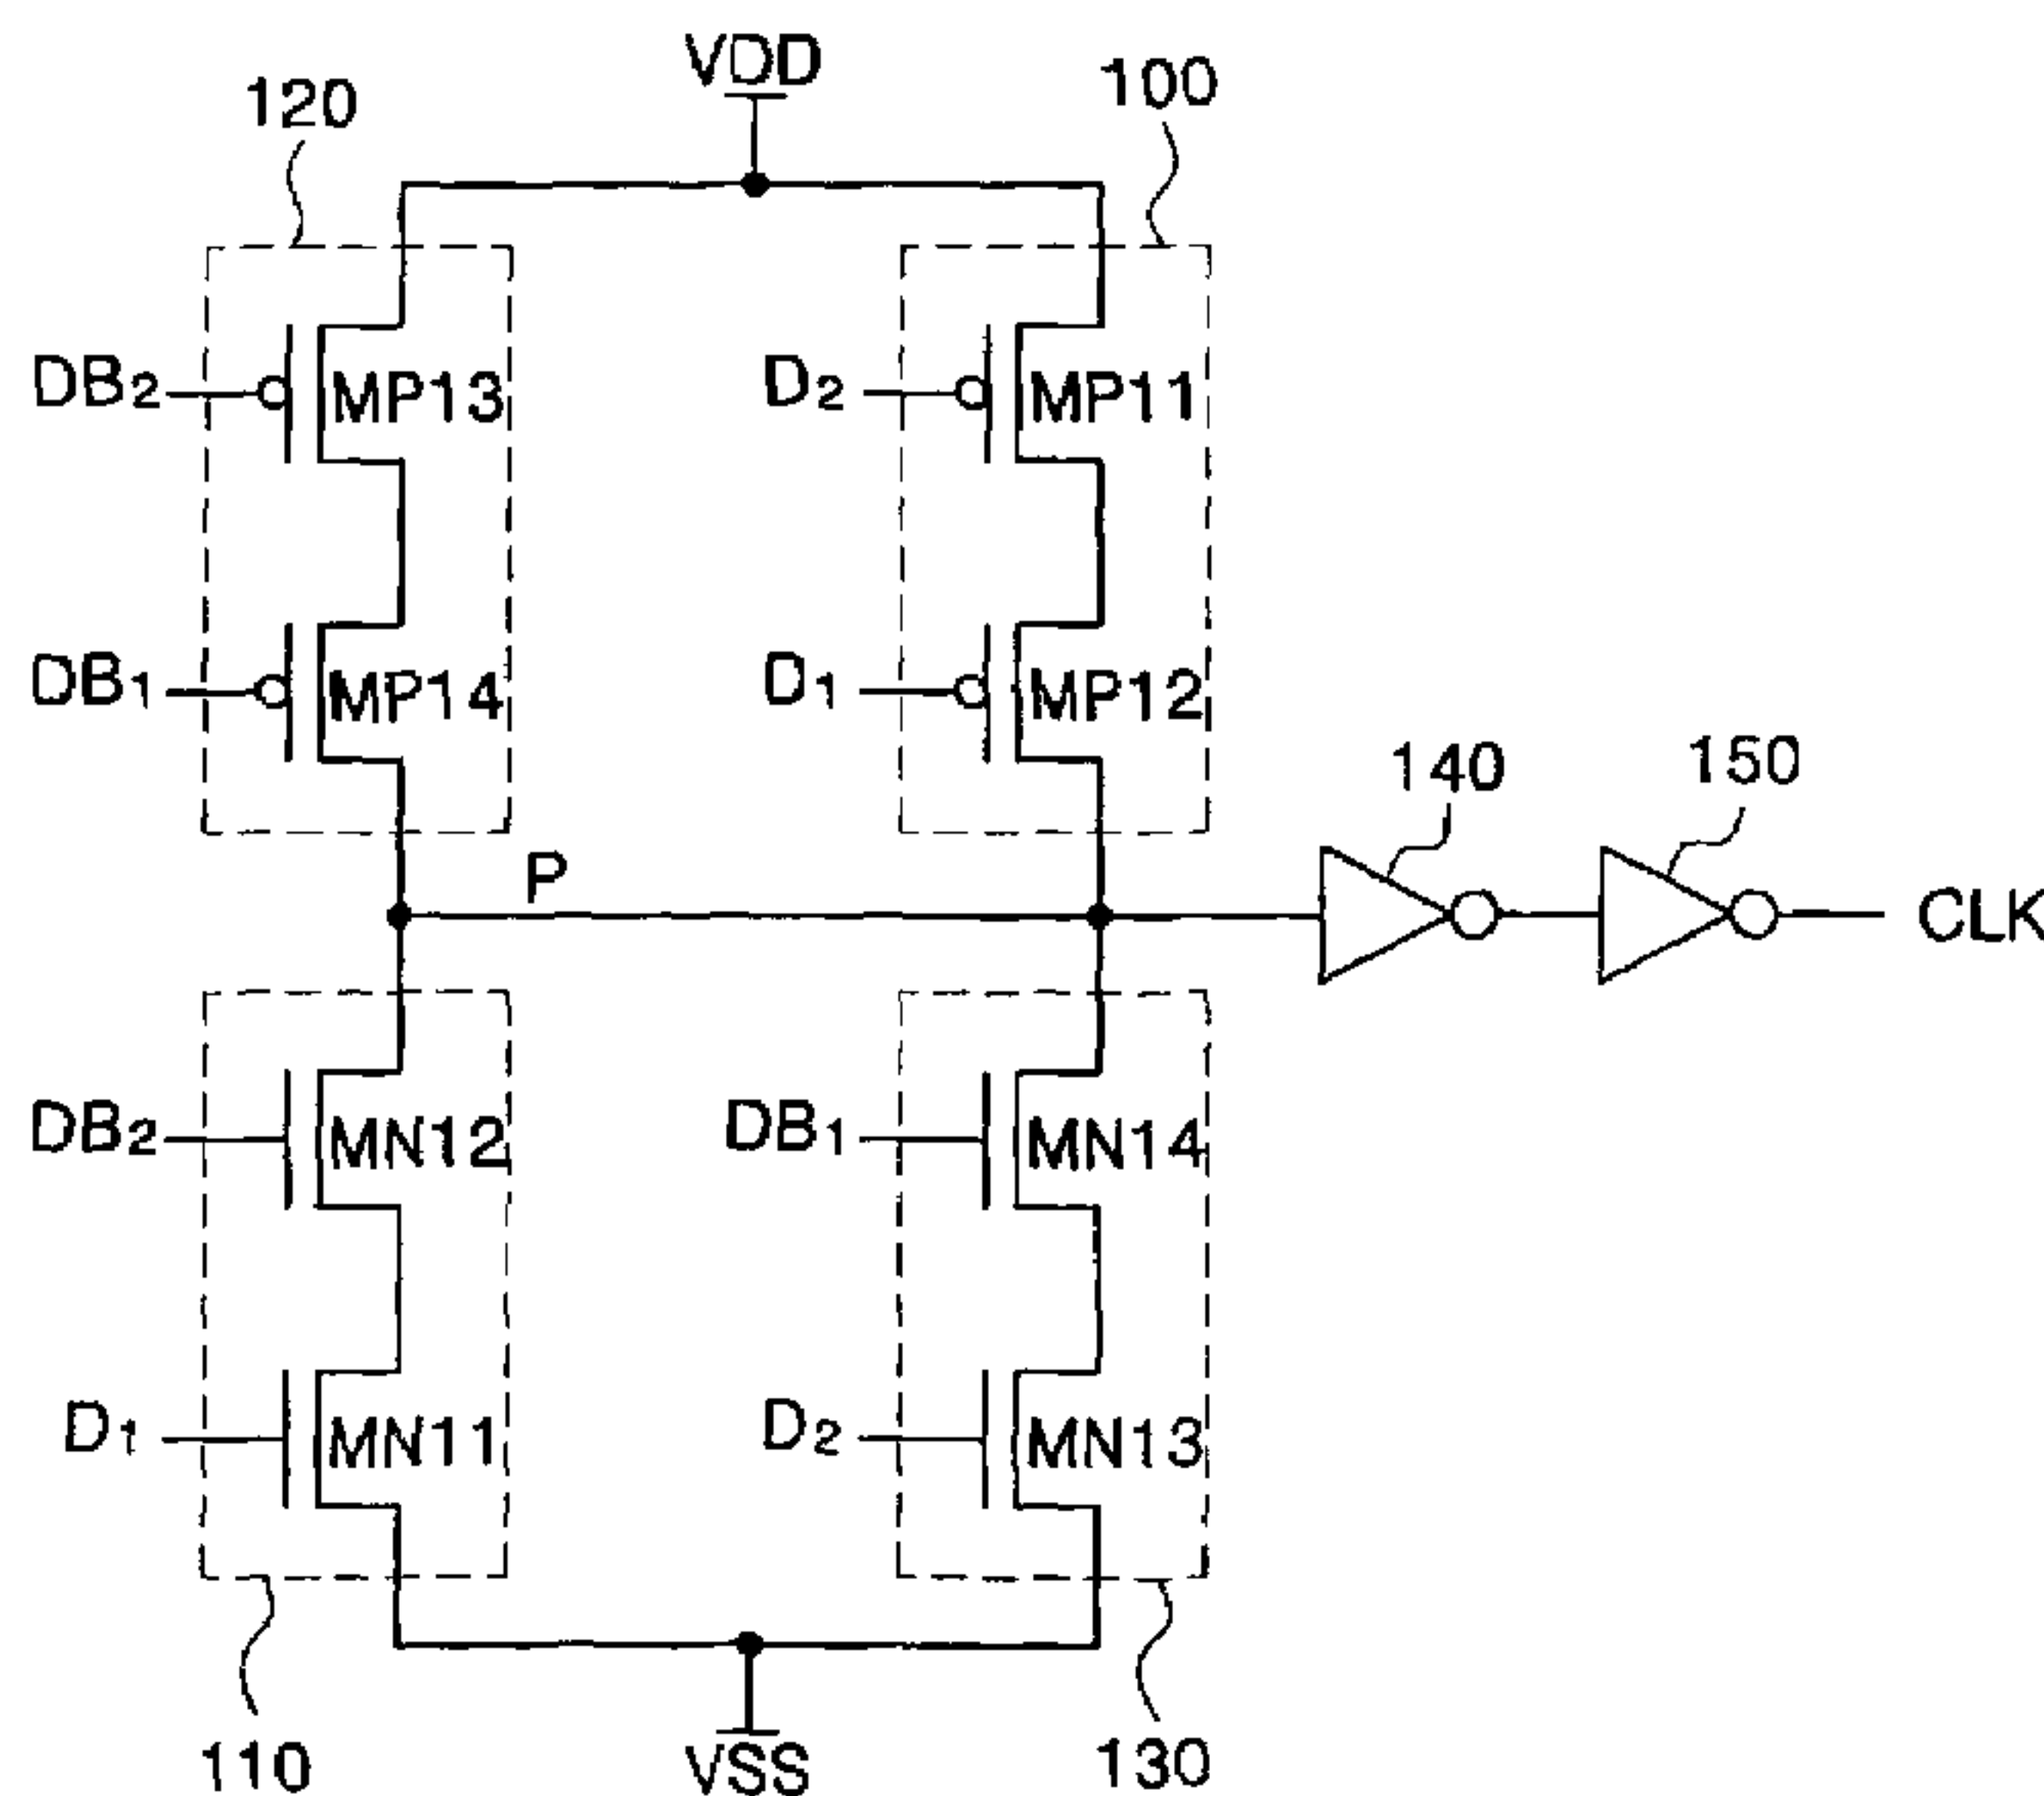 VDD
120
100
DB2
MP13
D2
MP11
DB1
MP14
D1
MP12
140
150
P
CLK
DB2
MN12
DB1
MN14
D1
MN11
D2
MN13
110
VSS
130